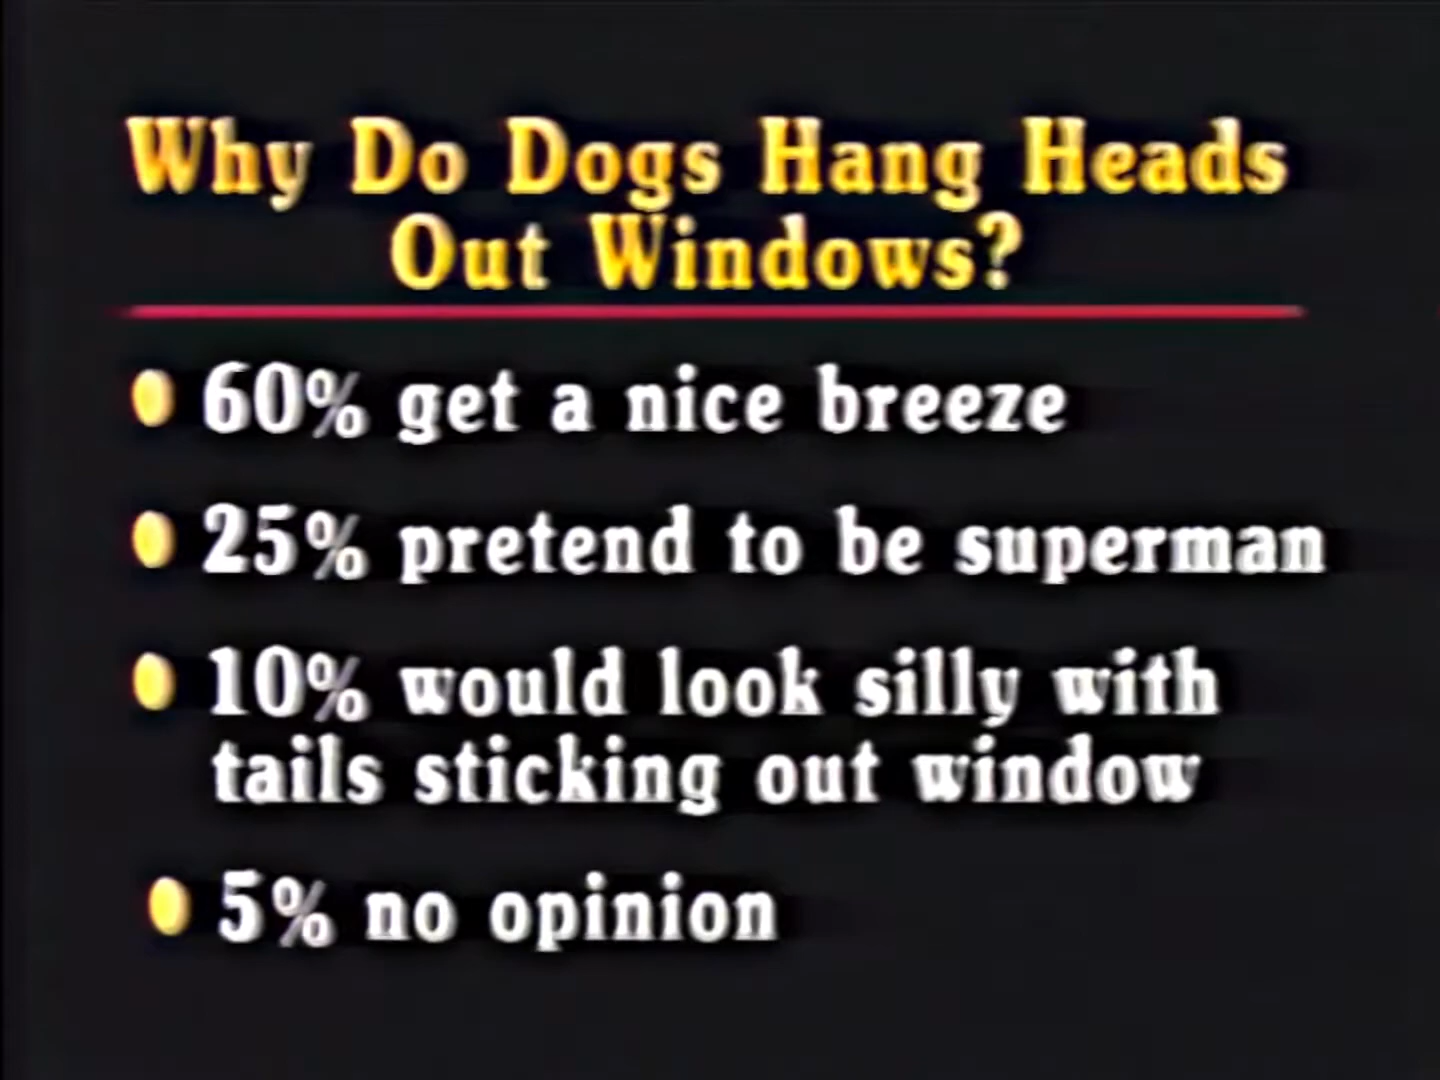 Why Do Dogs Hang Heads
Out Windows?
60% get a nice breeze
25% pretend to be superman
10% would look silly with
tails sticking out window
5% no opinion